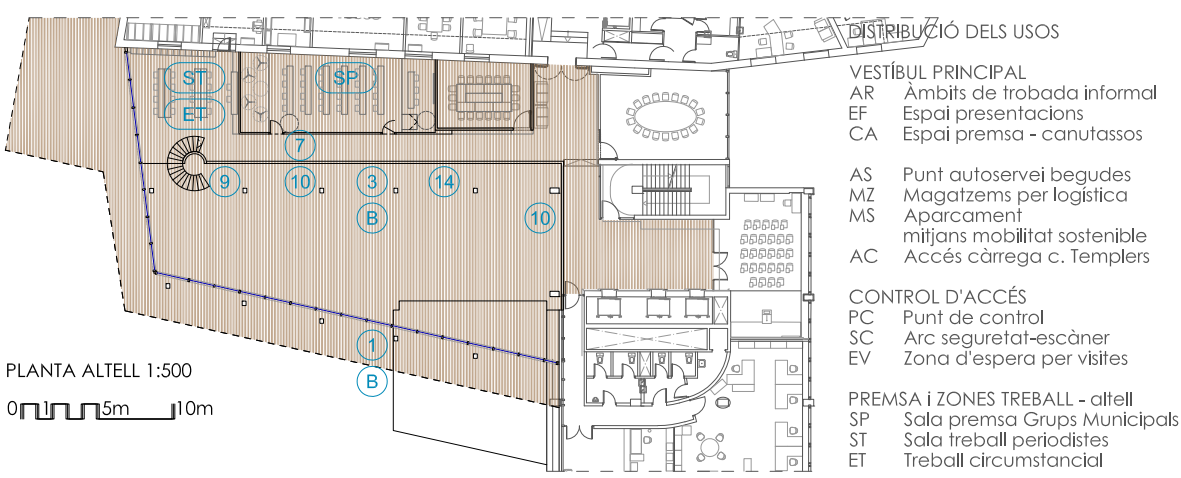 ST
SP
ET
7
9
10
3
14
B
10
1
B
PLANTA ALTELL 1:500
0 1 5m 10m
DISTRIBUCIÓ DELS USOS
VESTÍBUL PRINCIPAL
AR Àmbits de trobada informal
EF Espai presentacions
CA Espai premsa - canutassos
AS Punt autoservei begudes
MZ Magatzems per logística
MS Aparcament
mitjans mobilitat sostenible
AC Accés càrrega c. Templers
CONTROL D'ACCÉS
PC Punt de control
SC Arc seguretat-escàner
EV Zona d'espera per visites
PREMSA i ZONES TREBALL - altell
SP Sala premsa Grups Municipals
ST Sala treball periodistes
ET Treball circumstancial